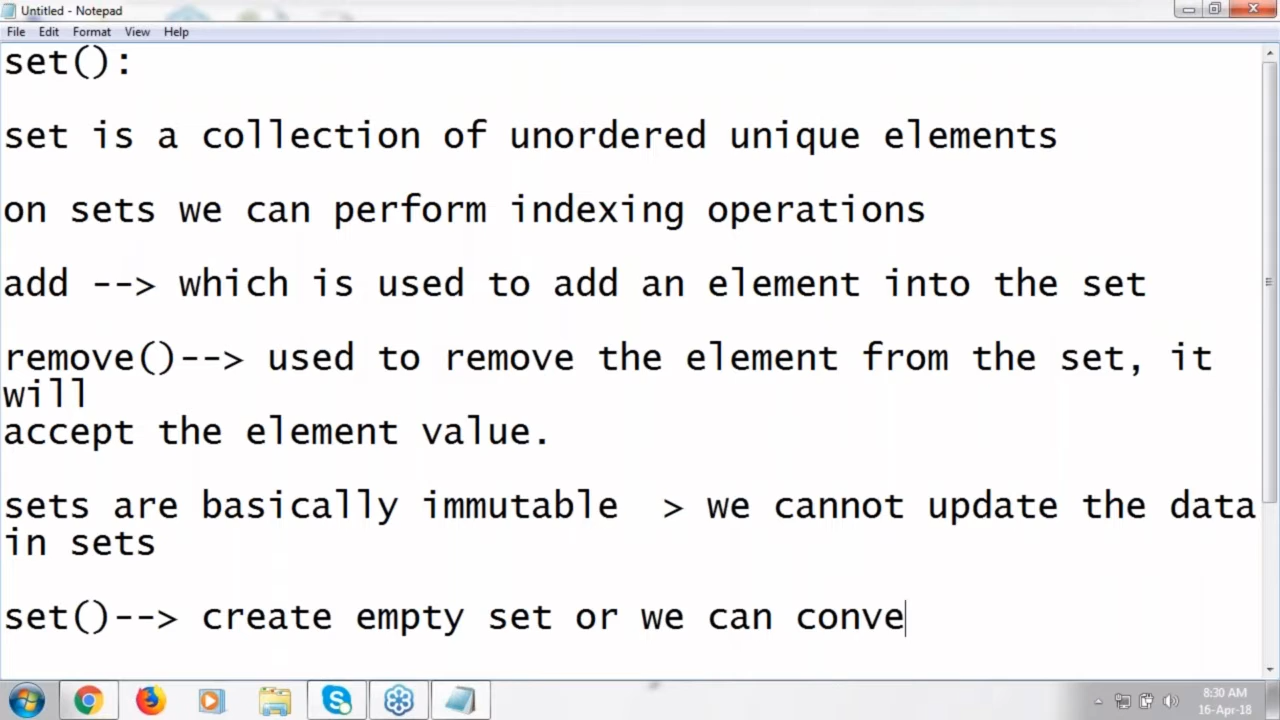 Untitled - Notepad
File Edit Format View Help
set():
set is a collection of unordered unique elements
on sets we can perform indexing operations
add --> which is used to add an element into the set
remove()--> used to remove the element from the set, it
will
accept the element value.
sets are basically immutable  > we cannot update the data
in sets
set()--> create empty set or we can conve
8:30 AM
16-Apr-18